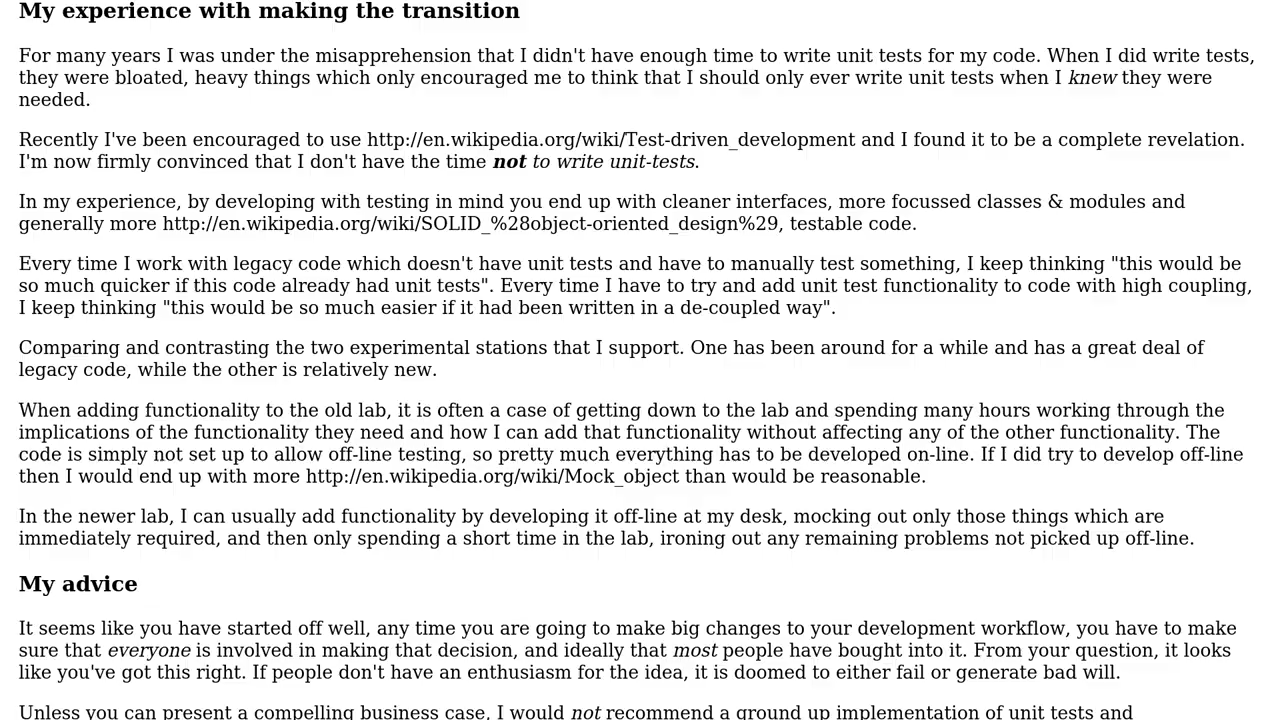 My experience with making the transition
For many years I was under the misapprehension that I didn't have enough time to write unit tests for my code. When I did write tests,
they were bloated, heavy things which only encouraged me to think that I should only ever write unit tests when I knew they were
needed.
Recently I've been encouraged to use http://en.wikipedia.org/wiki/Test-driven_development and I found it to be a complete revelation.
I'm now firmly convinced that I don't have the time not to write unit-tests.
In my experience, by developing with testing in mind you end up with cleaner interfaces, more focussed classes & modules and
generally more http://en.wikipedia.org/wiki/SOLID_%28object-oriented_design%29, testable code.
Every time I work with legacy code which doesn't have unit tests and have to manually test something, I keep thinking "this would be
so much quicker if this code already had unit tests". Every time I have to try and add unit test functionality to code with high coupling,
I keep thinking "this would be so much easier if it had been written in a de-coupled way".
Comparing and contrasting the two experimental stations that I support. One has been around for a while and has a great deal of
legacy code, while the other is relatively new.
When adding functionality to the old lab, it is often a case of getting down to the lab and spending many hours working through the
implications of the functionality they need and how I can add that functionality without affecting any of the other functionality. The
code is simply not set up to allow off-line testing, so pretty much everything has to be developed on-line. If I did try to develop off-line
then I would end up with more http://en.wikipedia.org/wiki/Mock_object than would be reasonable.
In the newer lab, I can usually add functionality by developing it off-line at my desk, mocking out only those things which are
immediately required, and then only spending a short time in the lab, ironing out any remaining problems not picked up off-line.
My advice
It seems like you have started off well, any time you are going to make big changes to your development workflow, you have to make
sure that everyone is involved in making that decision, and ideally that most people have bought into it. From your question, it looks
like you've got this right. If people don't have an enthusiasm for the idea, it is doomed to either fail or generate bad will.
Unless you can present a compelling business case, I would not recommend a ground up implementation of unit tests and